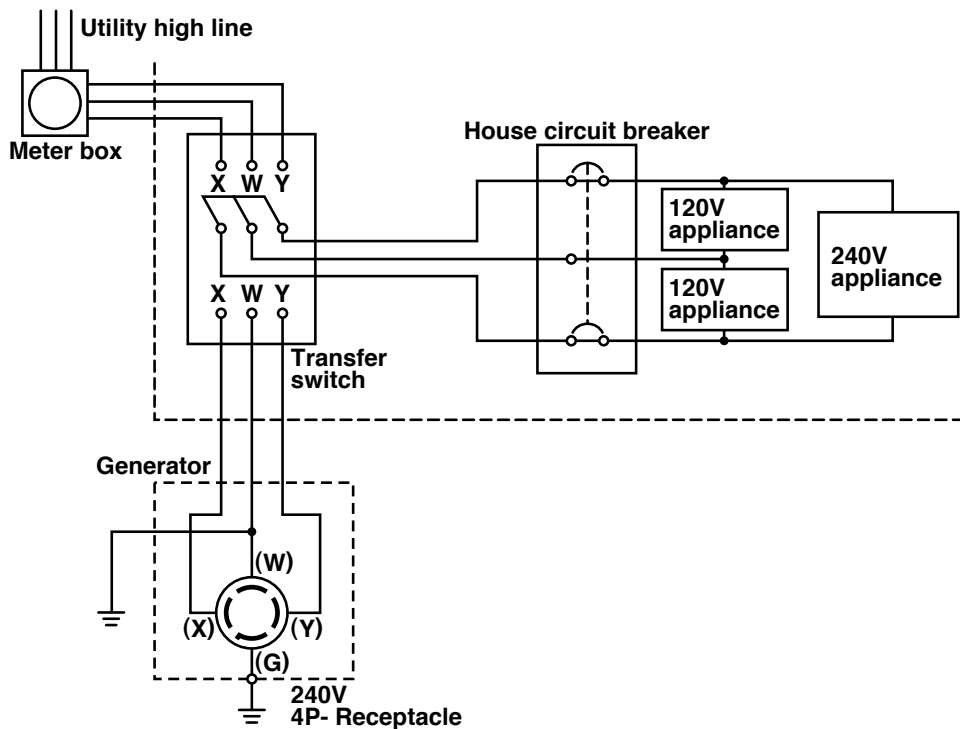 Utility high line
Meter box
House circuit breaker
X W Y
120V
appliance
240V
appliance
120V
appliance
X W Y
Transfer
switch
Generator
(W)
(X)
(Y)
(G)
240V
4P- Receptacle